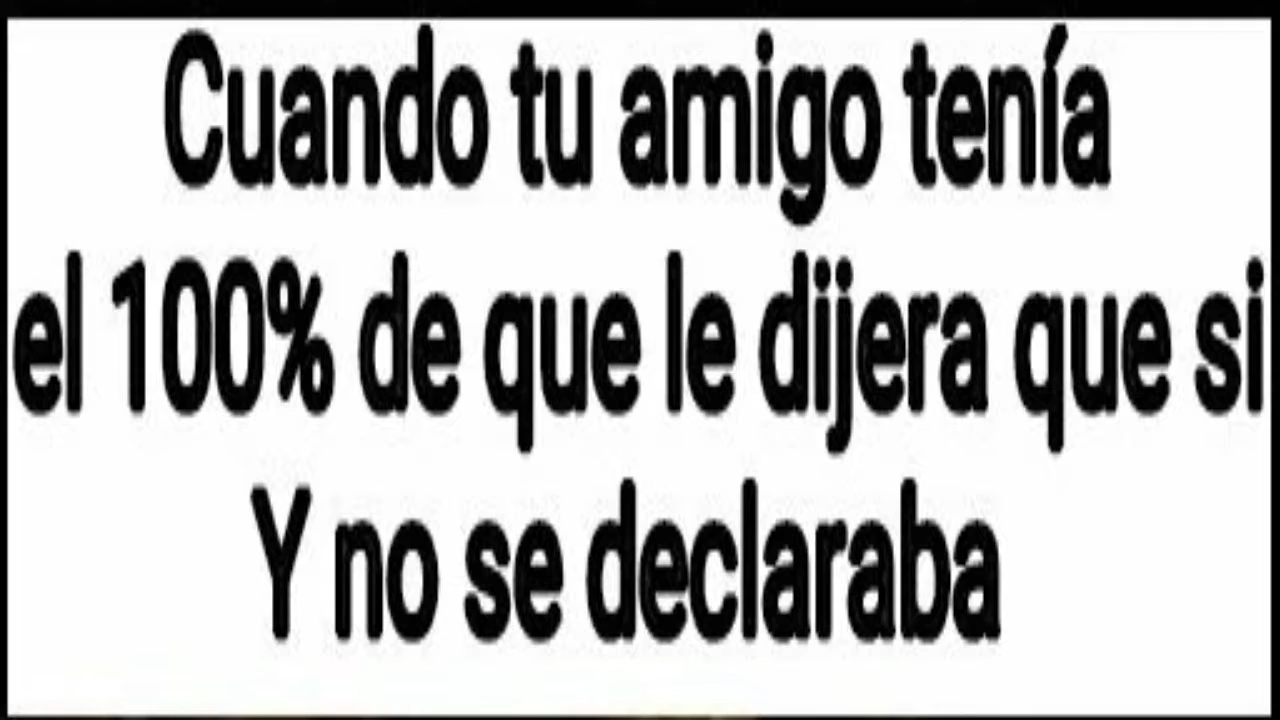 Cuando tu amigo tenía
el 100% de que le dijera que si
Y no se declaraba